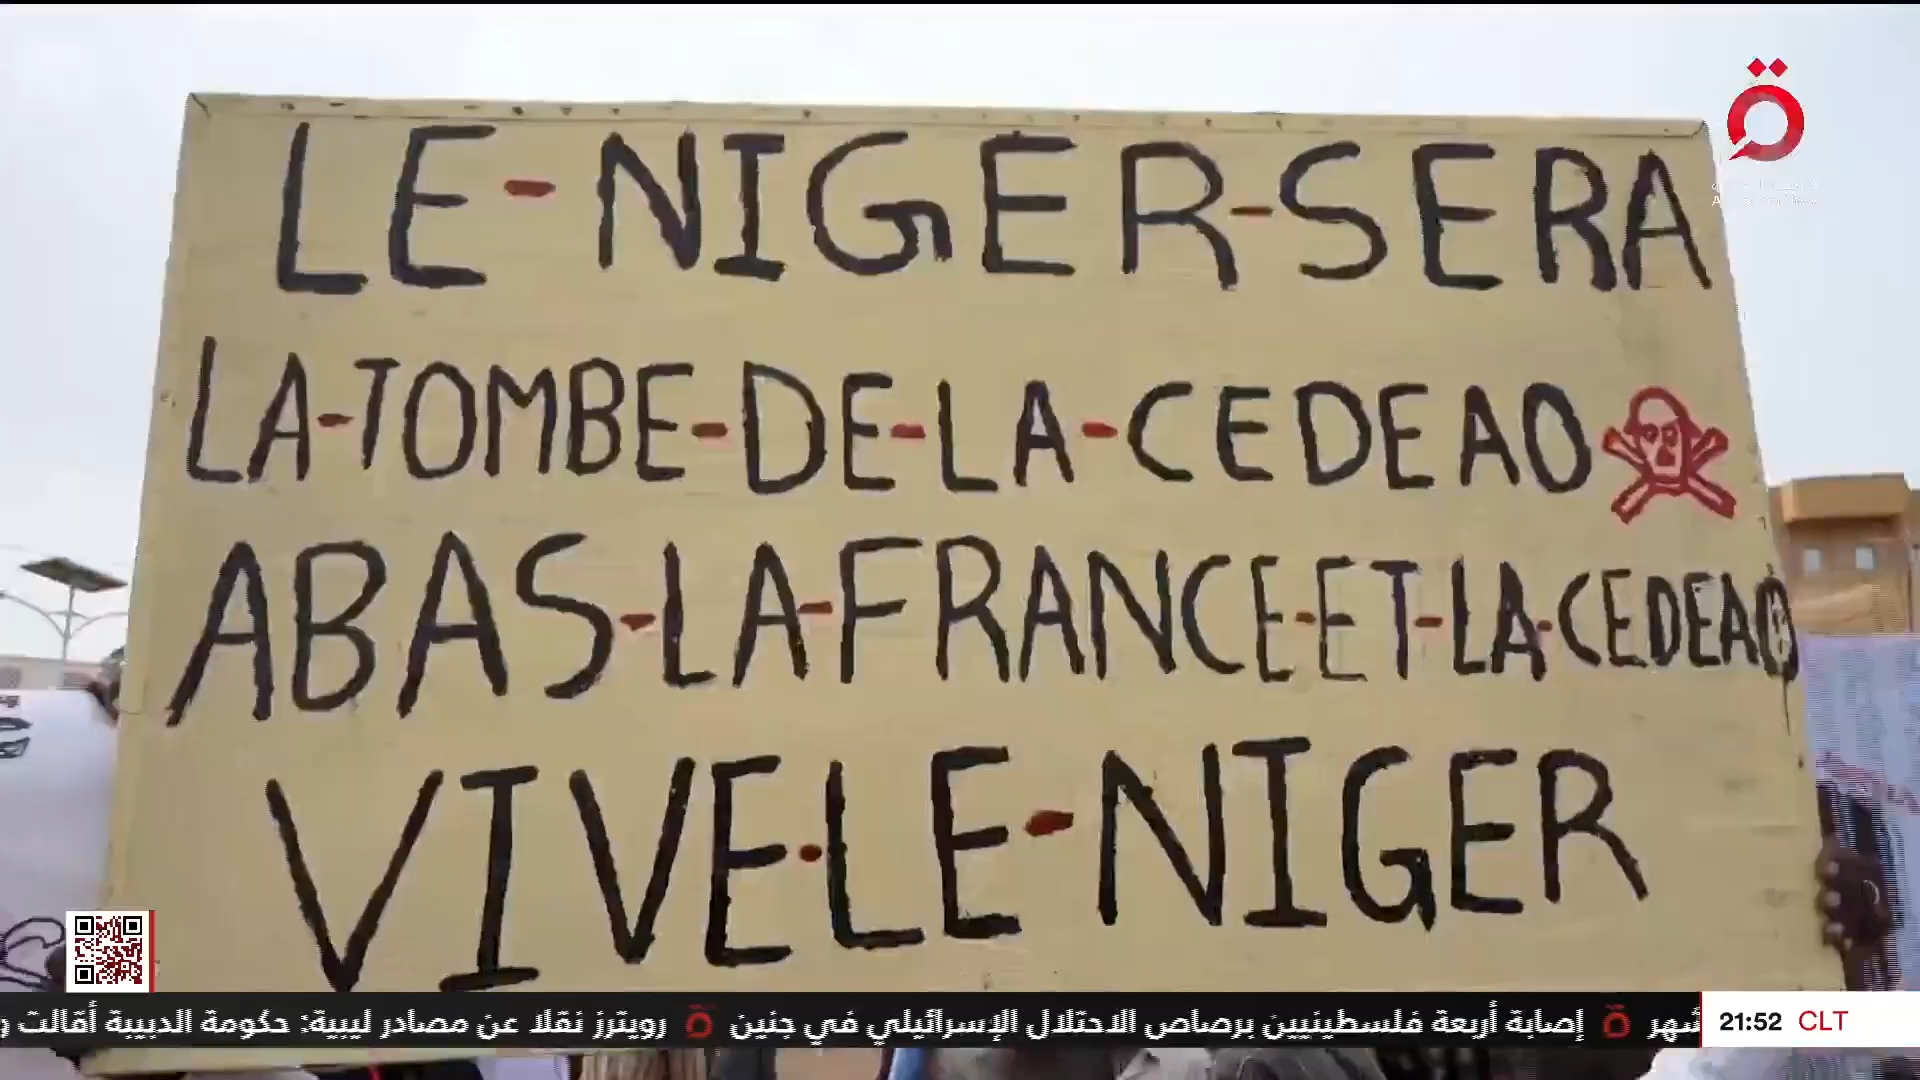 LE-NIGER-SERA
LA-TOMBE-DE-LA-CEDEAO
ABAS-LA-FRANCE-ET-LA-CEDEAO
VIVE-LE-NIGER
شهر إصابة أربعة فلسطينيين برصاص الاحتلال الإسرائيلي في جنين رويترز نقلا عن مصادر ليبية: حكومة الدبيبة أقالت و
21:52 CLT